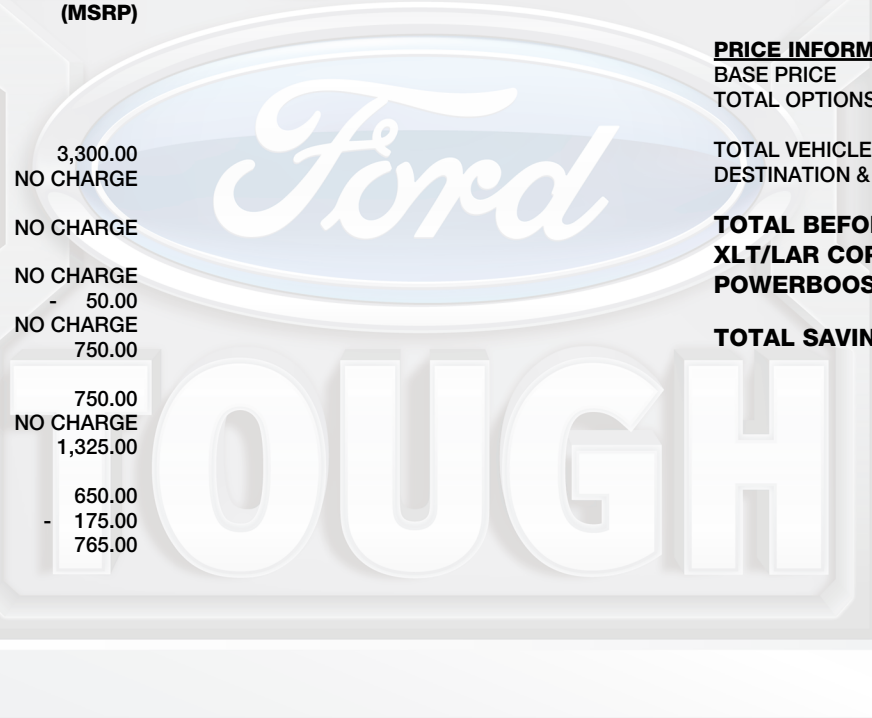 (MSRP)
3,300.00
NO CHARGE
NO CHARGE
NO CHARGE
- 50.00
NO CHARGE
750.00
750.00
NO CHARGE
1,325.00
650.00
- 175.00
765.00
PRICE INFORM
BASE PRICE
TOTAL OPTIONS
TOTAL VEHICLE
DESTINATION &
TOTAL BEFO
XLT/LAR COR
POWERBOOS
TOTAL SAVIN
Ford
TOUGH